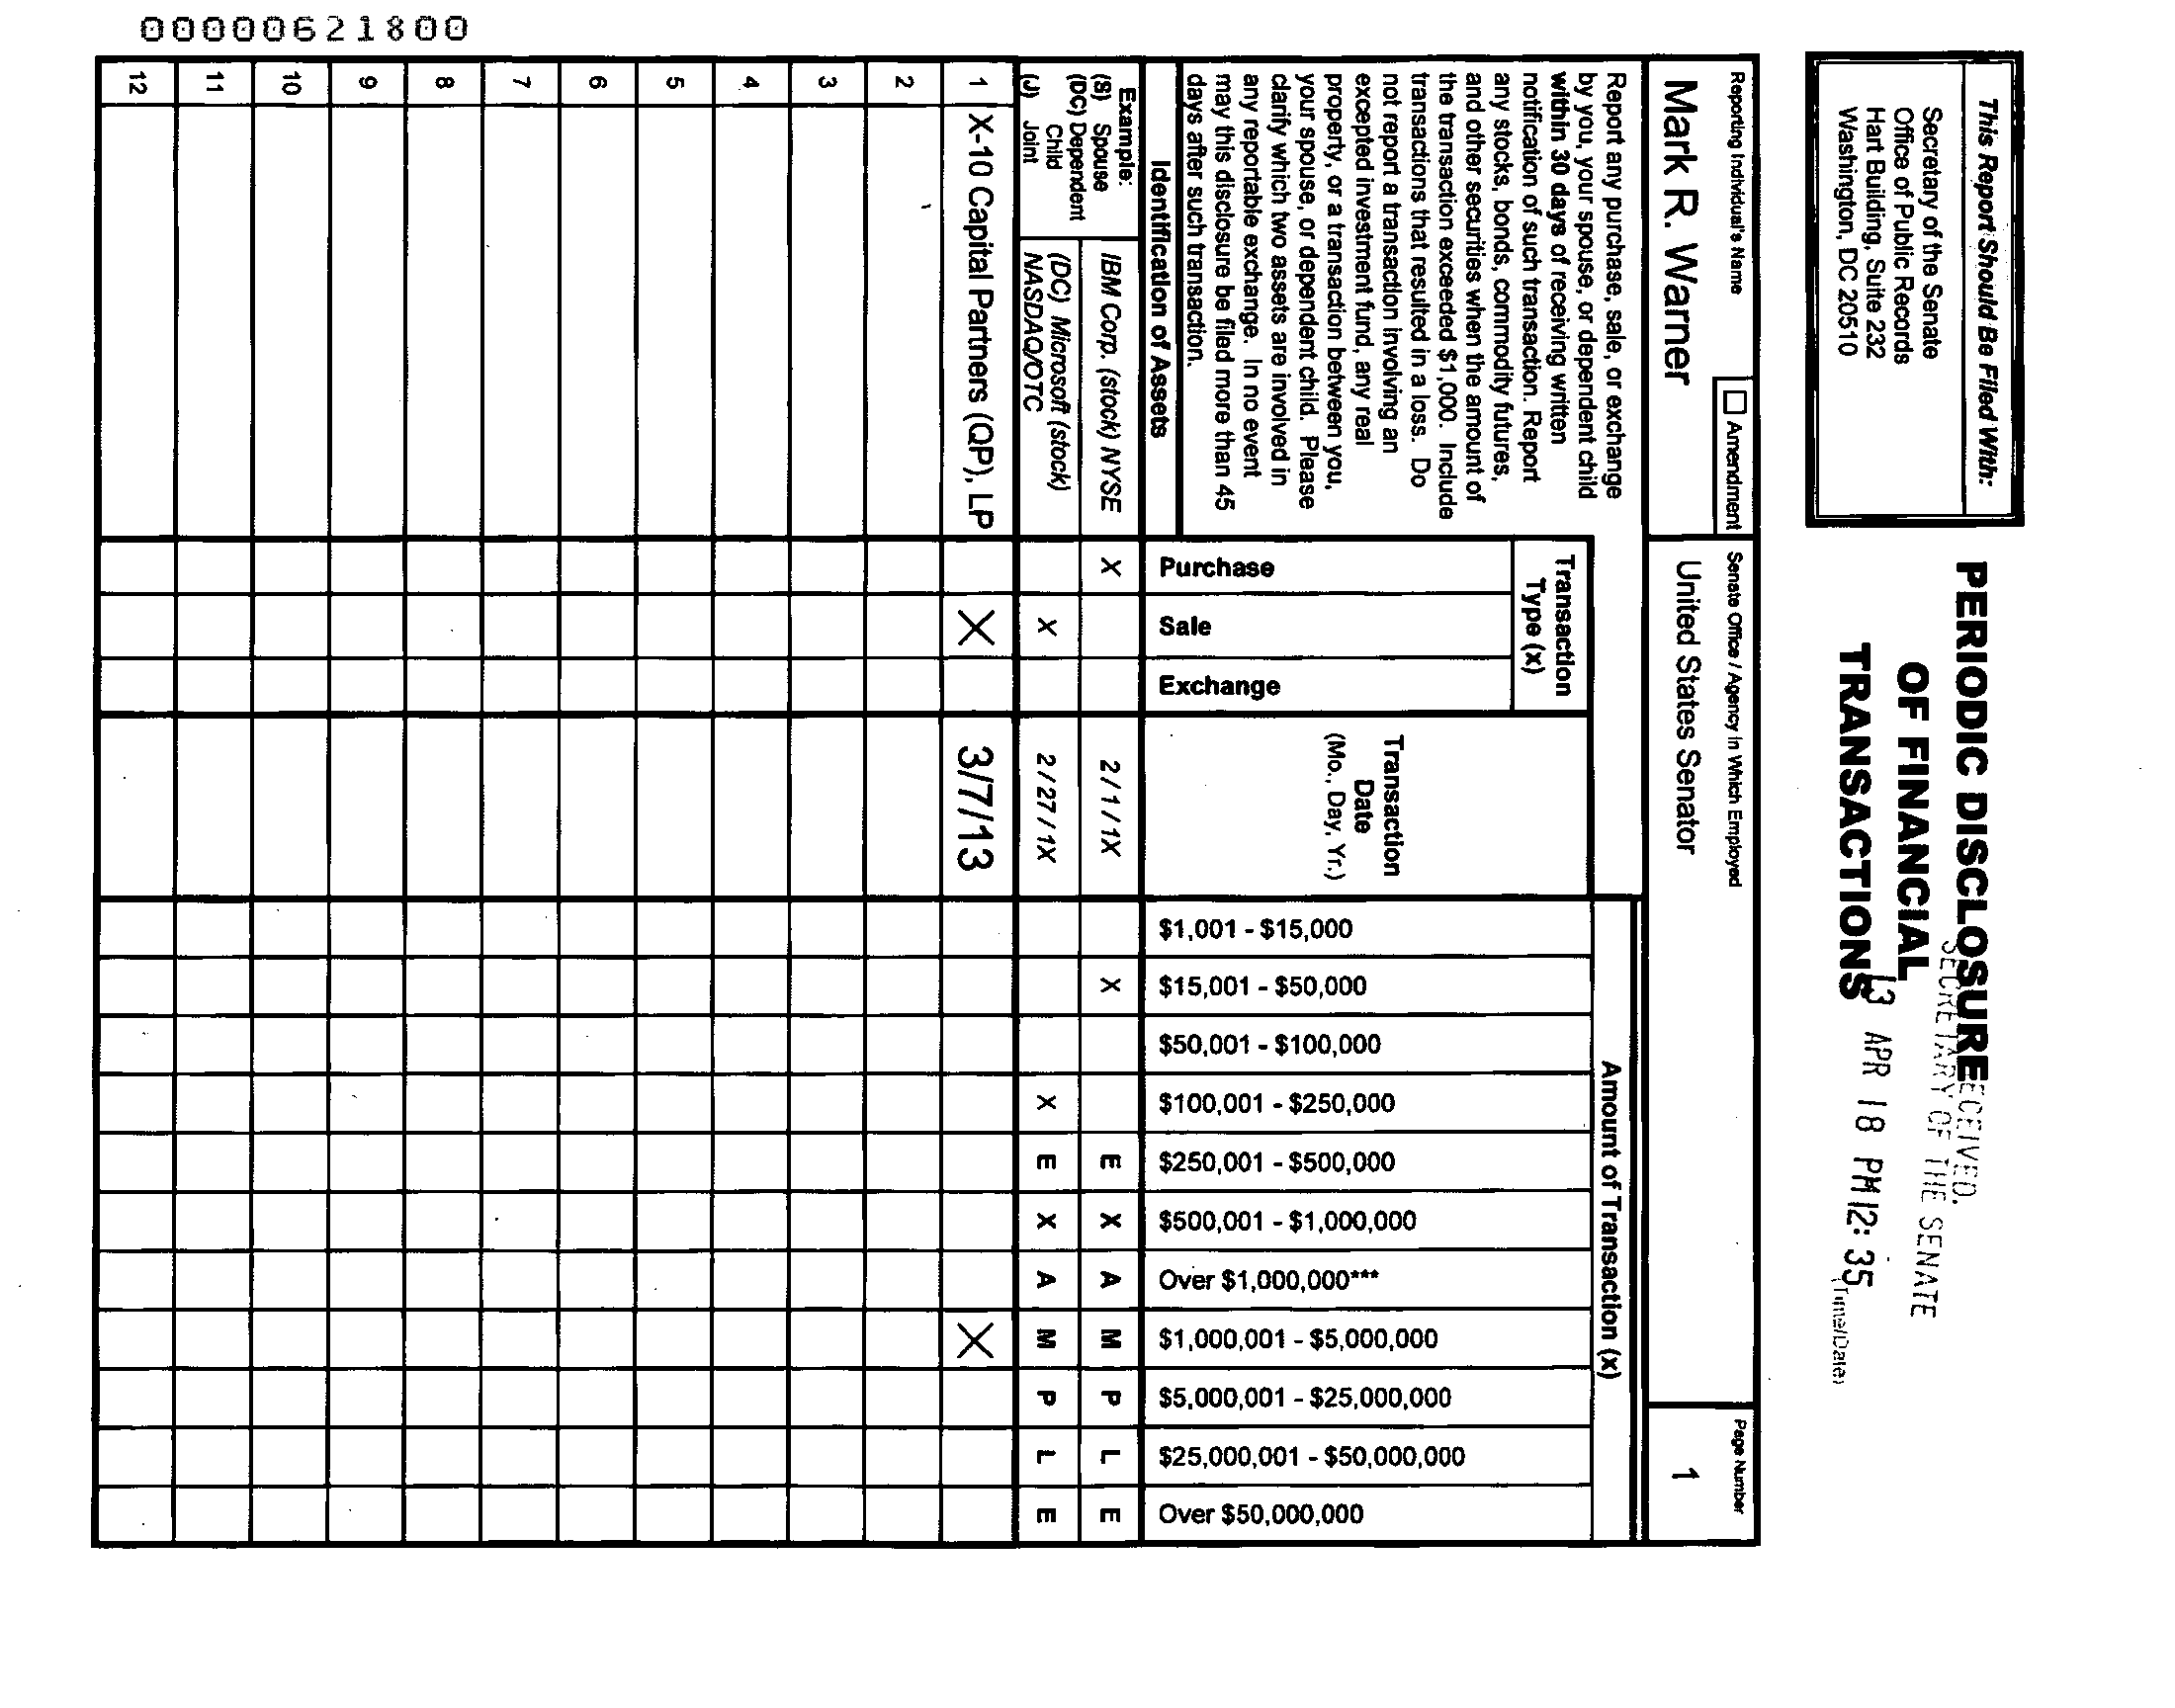 00000621800
This Report Should Be Filed With:
Secretary of the Senate
Office of Public Records
Hart Building, Suite 232
Washington, DC 20510
PERIODIC DISCLOSURE
OF FINANCIAL
TRANSACTIONS
SECRETARY OF THE SENATE
13 APR 18 PM 12:35
(Time/Date)
Reporting Individual's Name
Mark R. Warner
☐ Amendment
Senate Office / Agency in Which Employed
United States Senator
Page Number
1
Report any purchase, sale, or exchange
by you, your spouse, or dependent child
within 30 days of receiving written
notification of such transaction. Report
any stocks, bonds, commodity futures,
and other securities when the amount of
the transaction exceeded $1,000. Include
transactions that resulted in a loss. Do
not report a transaction involving an
excepted investment fund, any real
property, or a transaction between you,
your spouse, or dependent child. Please
clarify which two assets are involved in
any reportable exchange. In no event
may this disclosure be filed more than 45
days after such transaction.
Identification of Assets
Transaction
Type (x)
Purchase
Sale
Exchange
Transaction
Date
(Mo., Day, Yr.)
Amount of Transaction (x)
$1,001 - $15,000
$15,001 - $50,000
$50,001 - $100,000
$100,001 - $250,000
$250,001 - $500,000
$500,001 - $1,000,000
Over $1,000,000***
$1,000,001 - $5,000,000
$5,000,001 - $25,000,000
$25,000,001 - $50,000,000
Over $50,000,000
Example:
(S) Spouse
(DC) Dependent
Child
(J) Joint
IBM Corp. (stock) NYSE X 2 / 1 / 1X X E X A M P L E
(DC) Microsoft (stock)
NASDAQ/OTC X 2 / 27 / 1X X E X A M P L E
1 X-10 Capital Partners (QP), LP X 3/7/13 X
2
3
4
5
6
7
8
9
10
11
12